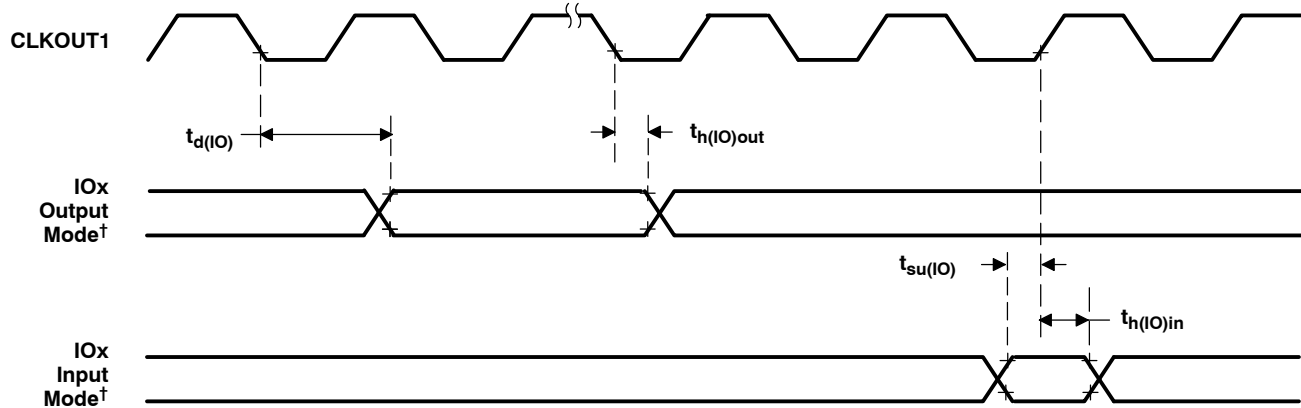 CLKOUT1
td(IO)
th(IO)out
IOx
Output
Mode†
tsu(IO)
th(IO)in
IOx
Input
Mode†